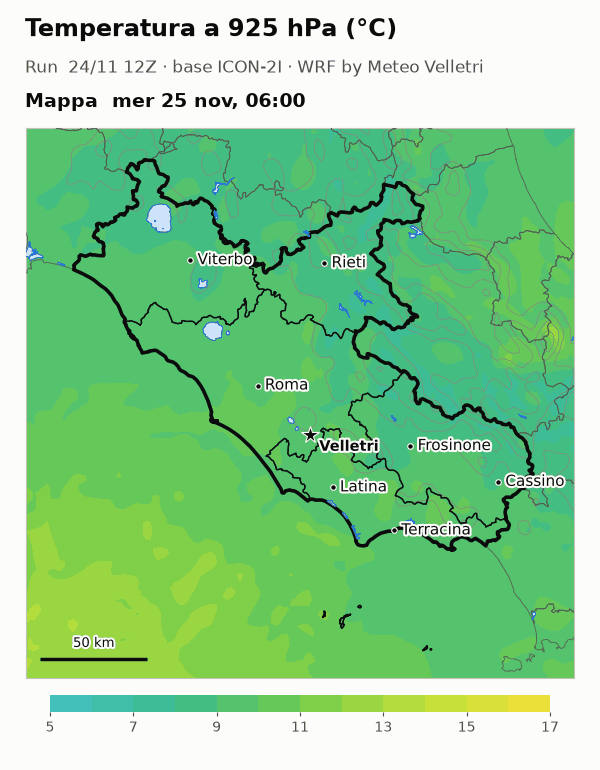 Temperatura a 925 hPa (°C)
Run  24/11 12Z · base ICON-2I · WRF by Meteo Velletri
Mappa  mer 25 nov, 06:00
Viterbo
Rieti
Roma
Velletri
Frosinone
Latina
Cassino
Terracina
50 km
5 7 9 11 13 15 17